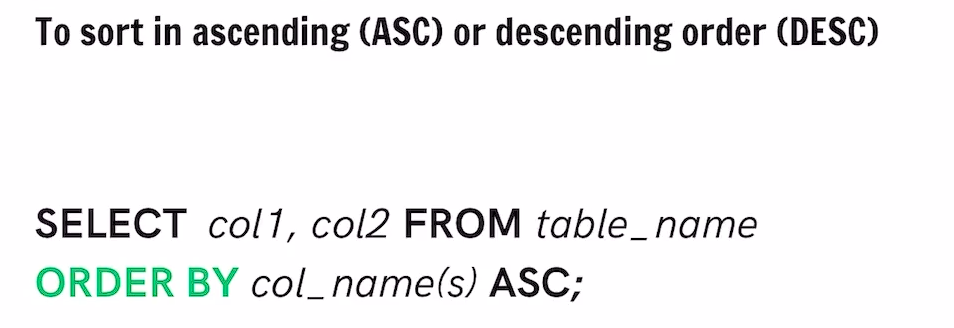 To sort in ascending (ASC) or descending order (DESC)
SELECT col1, col2 FROM table_name
ORDER BY col_name(s) ASC;